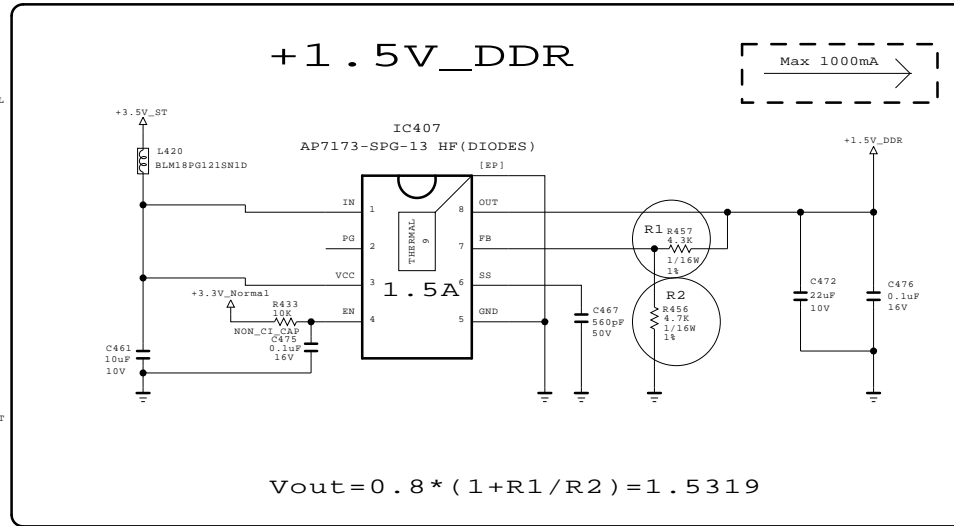 +1.5V_DDR
Max 1000mA
L
+3.5V_ST
L420
BLM18PG121SN1D
IC407
AP7173-SPG-13 HF(DIODES)
[EP]
+1.5V_DDR
IN
1
8
OUT
THERMAL
9
PG
2
7
FB
R1
R457
4.3K
1/16W
1%
VCC
3
6
SS
1.5A
+3.3V_Normal
R433
10K
NON_CI_CAP
EN
4
5
GND
C475
0.1uF
16V
C461
10uF
10V
C467
560pF
50V
R2
R456
4.7K
1/16W
1%
C472
22uF
10V
C476
0.1uF
16V
T
Vout=0.8*(1+R1/R2)=1.5319